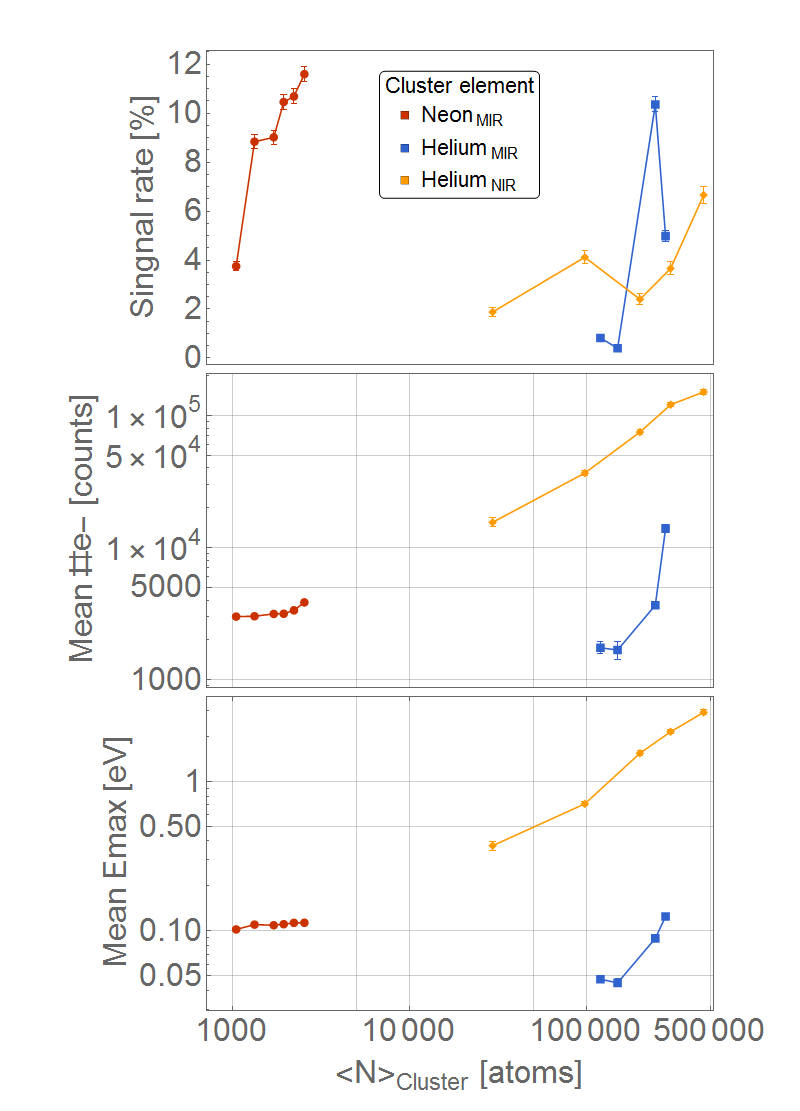 Singnal rate [%]
12
10
8
6
4
2
0
Cluster element
Neon MIR
Helium MIR
Helium NIR
Mean #e− [counts]
1 × 10^5
5 × 10^4
1 × 10^4
5000
1000
Mean Emax [eV]
1
0.50
0.10
0.05
1000 10 000 100 000 500 000
<N>Cluster [atoms]